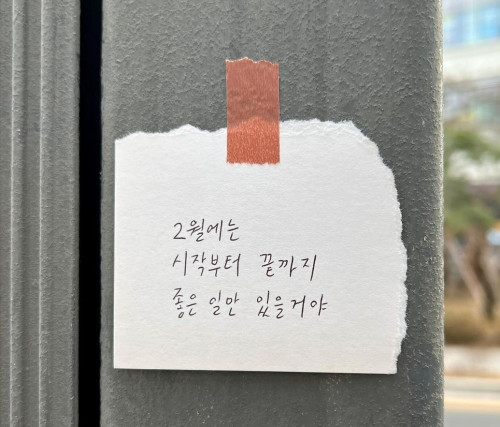 2월에는
시작부터 끝까지
좋은 일만 있을거야